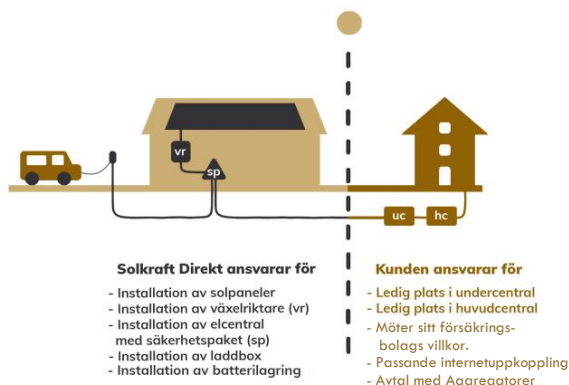 vr
sp
uc
hc
Solkraft Direkt ansvarar för
- Installation av solpaneler
- Installation av växelriktare (vr)
- Installation av elcentral
med säkerhetspaket (sp)
- Installation av laddbox
- Installation av batterilagring
Kunden ansvarar för
- Ledig plats i undercentral
- Ledig plats i huvudcentral
- Möter sitt försäkrings-
bolags villkor.
- Passande internetuppkoppling
- Avtal med Aggregatorer